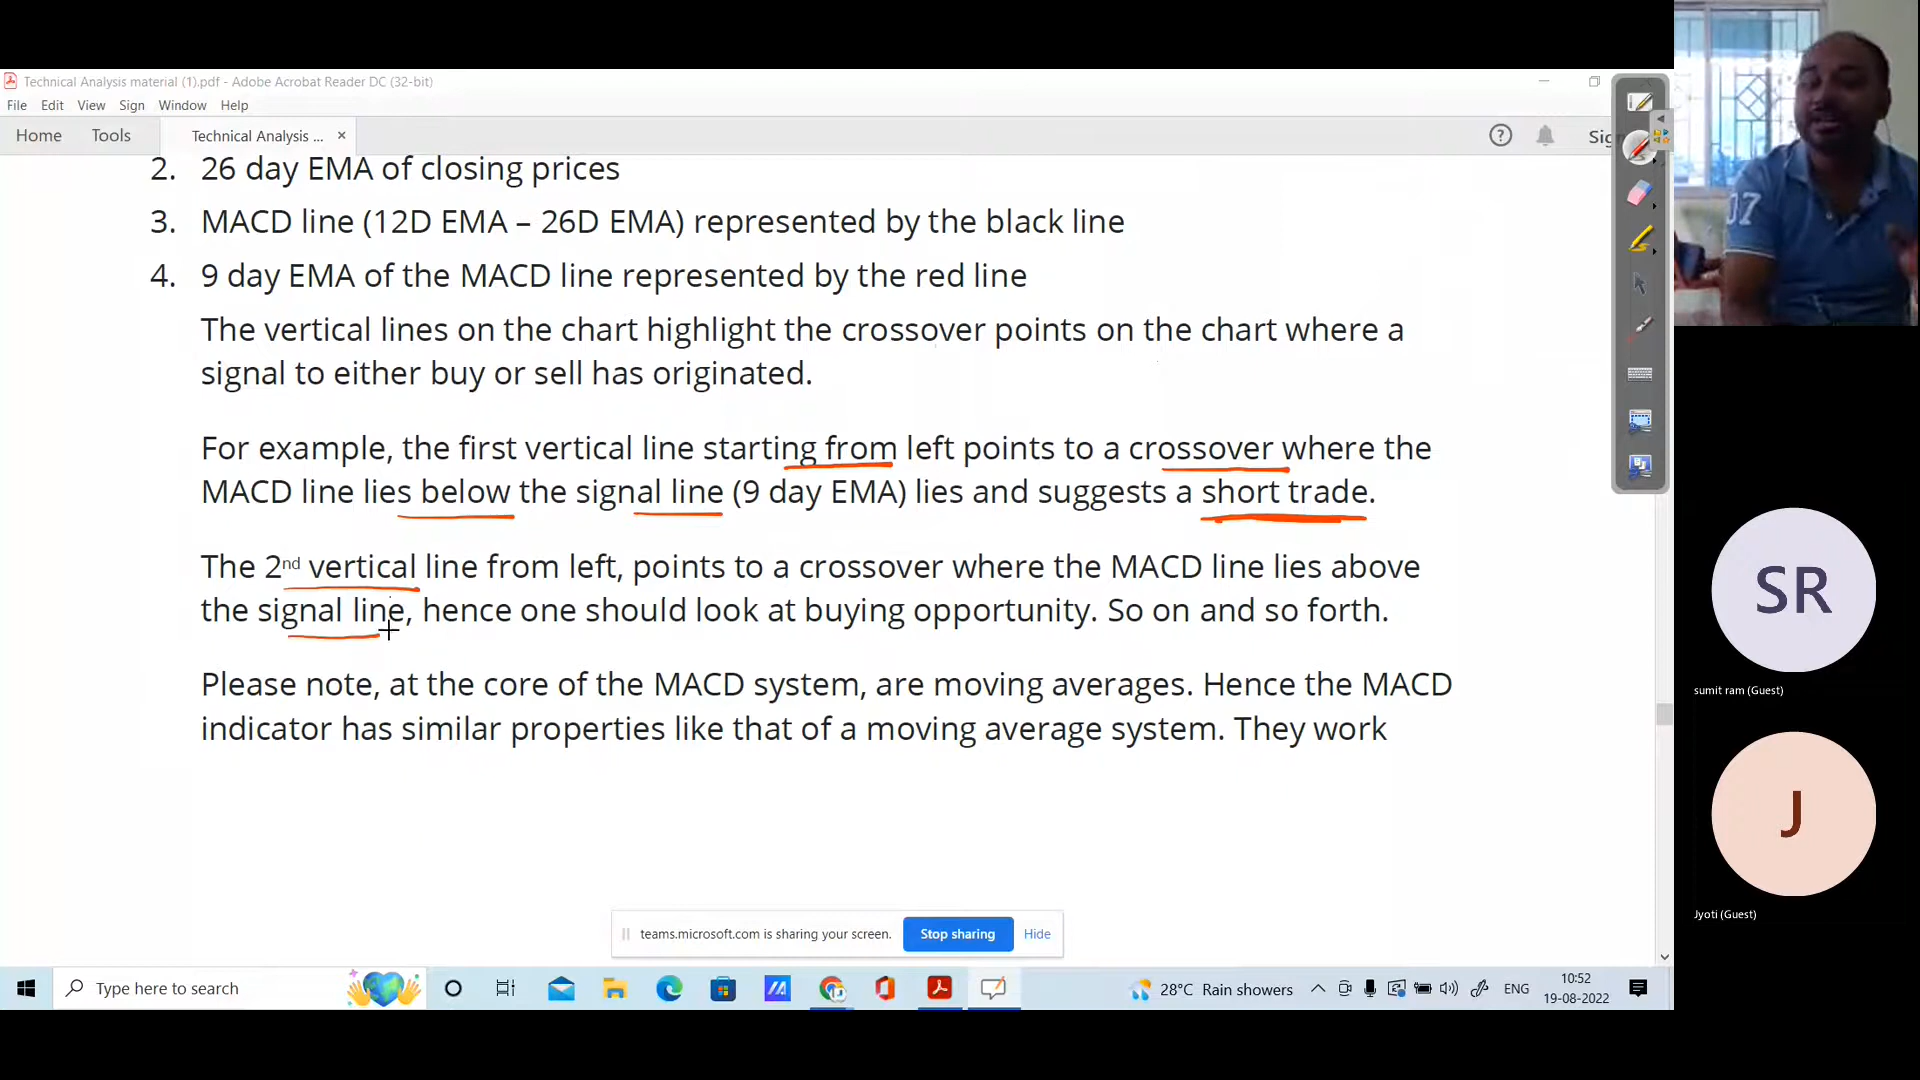 Technical Analysis material (1).pdf - Adobe Acrobat Reader DC (32-bit)
File Edit View Sign Window Help
Home Tools Technical Analysis ... ×
2. 26 day EMA of closing prices
3. MACD line (12D EMA – 26D EMA) represented by the black line
4. 9 day EMA of the MACD line represented by the red line
The vertical lines on the chart highlight the crossover points on the chart where a
signal to either buy or sell has originated.
For example, the first vertical line starting from left points to a crossover where the
MACD line lies below the signal line (9 day EMA) lies and suggests a short trade.
The 2nd vertical line from left, points to a crossover where the MACD line lies above
the signal line, hence one should look at buying opportunity. So on and so forth.
Please note, at the core of the MACD system, are moving averages. Hence the MACD
indicator has similar properties like that of a moving average system. They work
teams.microsoft.com is sharing your screen. Stop sharing Hide
Type here to search
28°C Rain showers
ENG
10:52
19-08-2022
07
SR
sumit ram (Guest)
J
Jyoti (Guest)